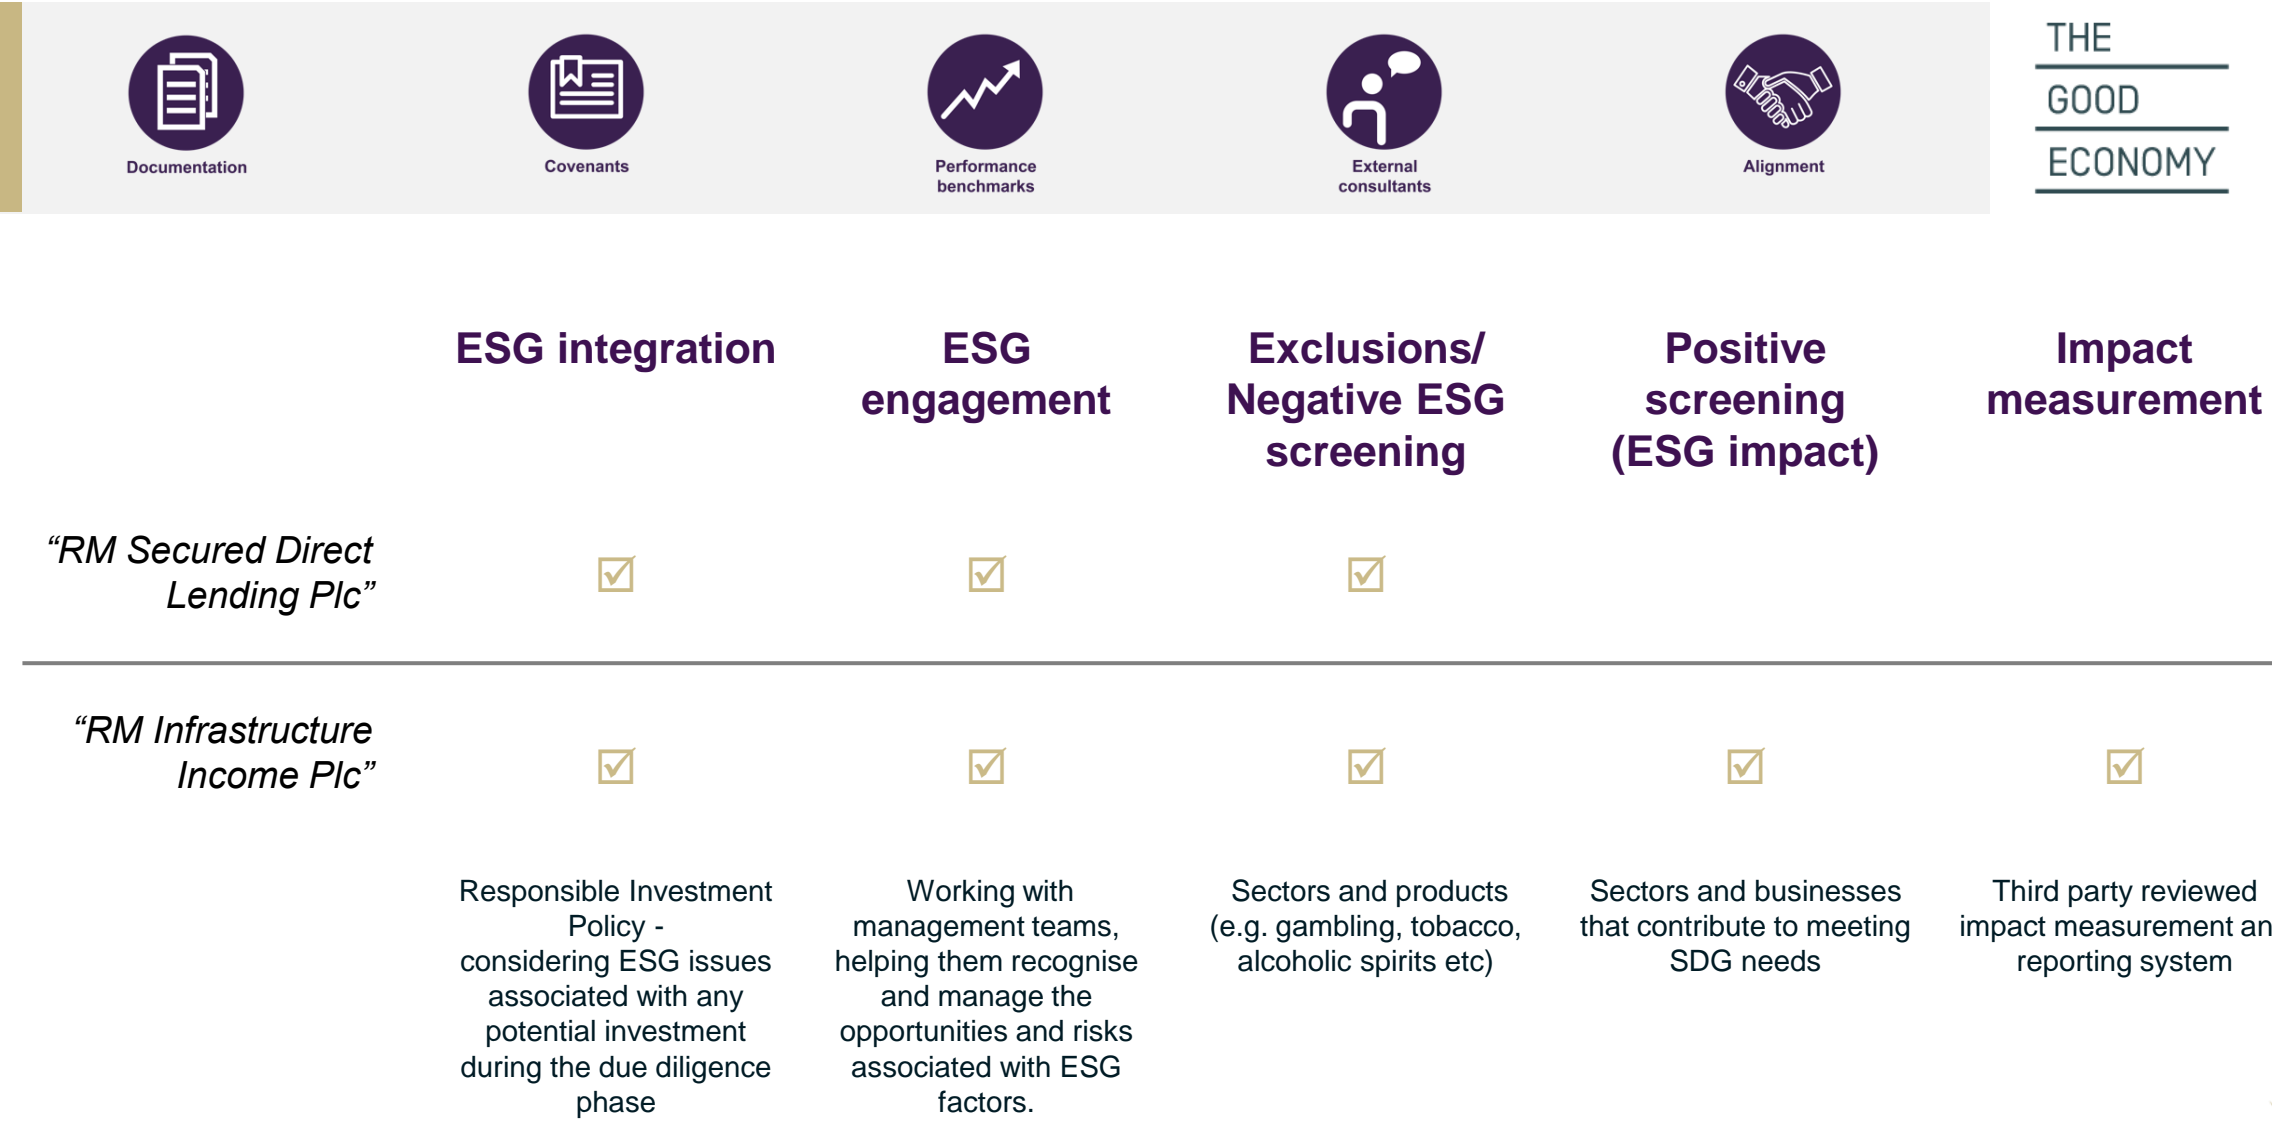 Documentation
Covenants
Performance
benchmarks
External
consultants
Alignment
THE
GOOD
ECONOMY
ESG integration
ESG
engagement
Exclusions/
Negative ESG
screening
Positive
screening
(ESG impact)
Impact
measurement
“RM Secured Direct
Lending Plc”
“RM Infrastructure
Income Plc”
Responsible Investment
Policy -
considering ESG issues
associated with any
potential investment
during the due diligence
phase
Working with
management teams,
helping them recognise
and manage the
opportunities and risks
associated with ESG
factors.
Sectors and products
(e.g. gambling, tobacco,
alcoholic spirits etc)
Sectors and businesses
that contribute to meeting
SDG needs
Third party reviewed
impact measurement an
reporting system